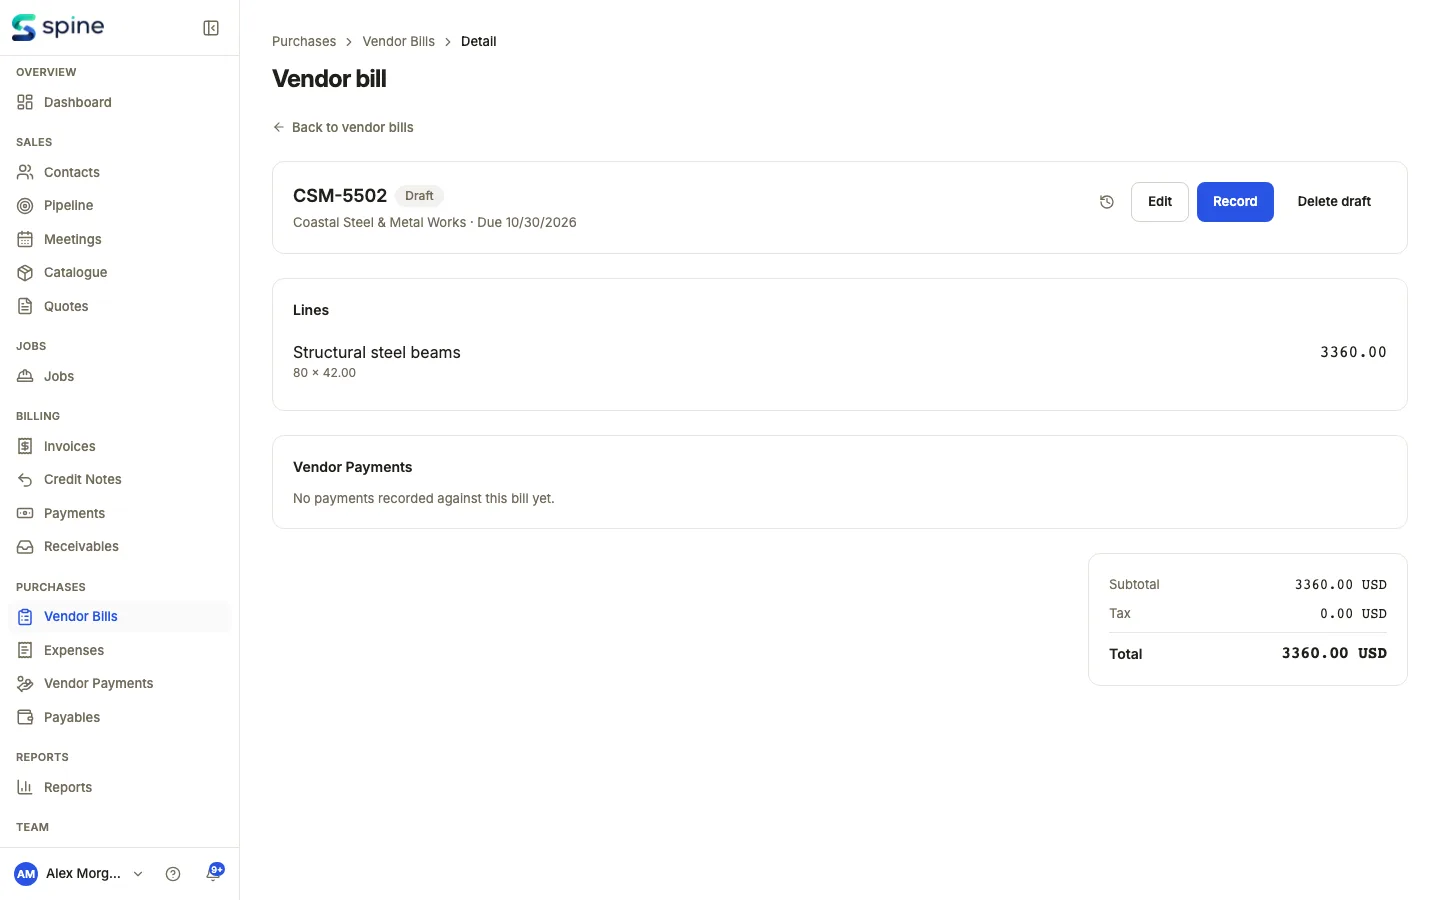 spine
OVERVIEW
Dashboard
SALES
Contacts
Pipeline
Meetings
Catalogue
Quotes
JOBS
Jobs
BILLING
Invoices
Credit Notes
Payments
Receivables
PURCHASES
Vendor Bills
Expenses
Vendor Payments
Payables
REPORTS
Reports
TEAM
AM Alex Morg... 9+
Purchases > Vendor Bills > Detail
Vendor bill
← Back to vendor bills
CSM-5502 Draft
Coastal Steel & Metal Works · Due 10/30/2026
Edit Record Delete draft
Lines
Structural steel beams 3360.00
80 × 42.00
Vendor Payments
No payments recorded against this bill yet.
Subtotal 3360.00 USD
Tax 0.00 USD
Total 3360.00 USD